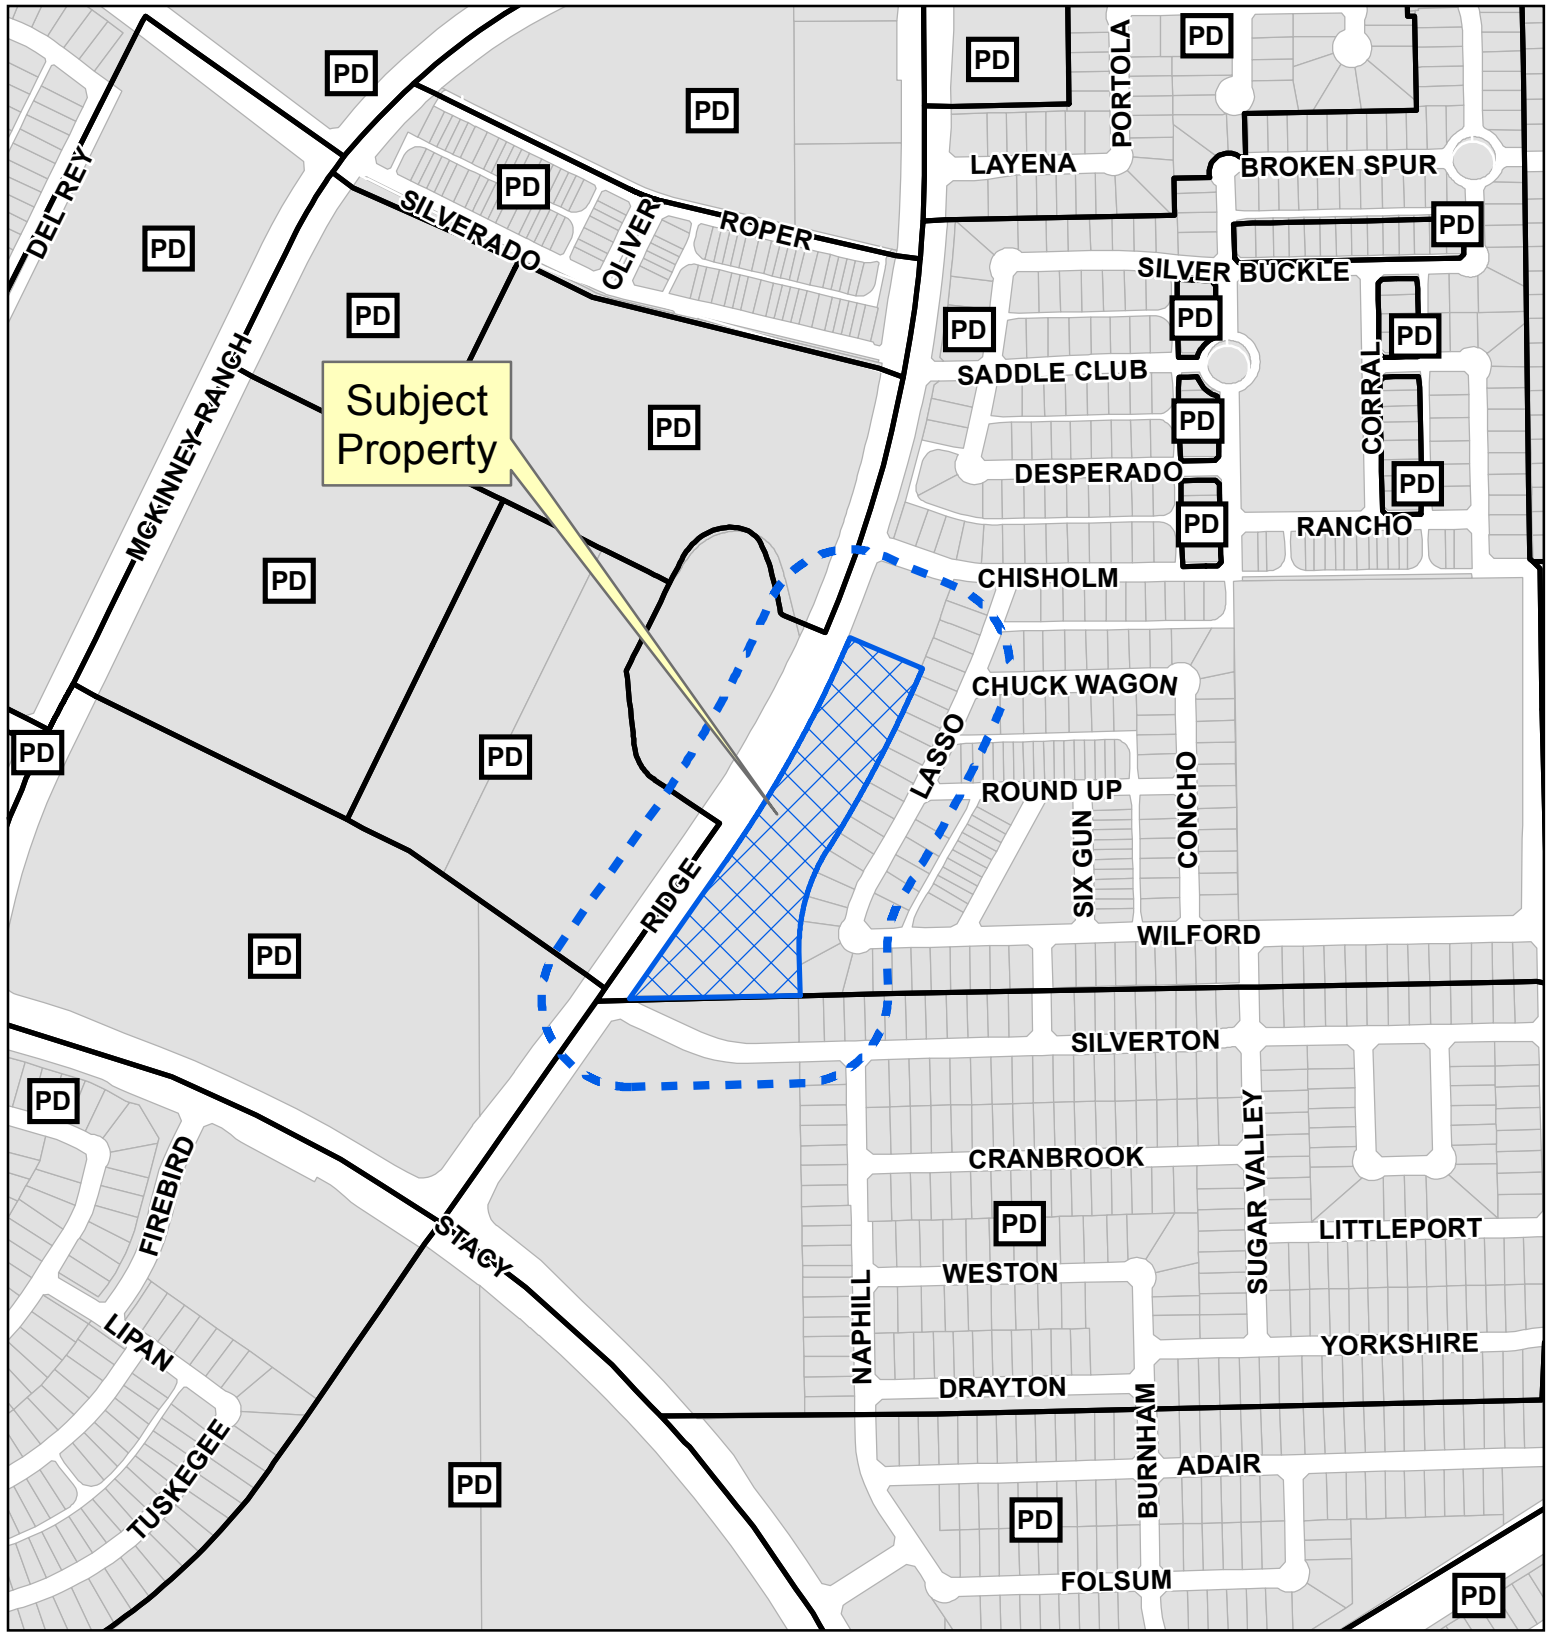 PD
PD
PD
PD
PORTOLA
LAYENA
BROKEN SPUR
DEL REY
PD
PD
SILVERADO
OLIVER
ROPER
PD
SILVER BUCKLE
PD
PD
PD
PD
MCKINNEY RANCH
SADDLE CLUB
CORRAL
Subject
Property
PD
PD
DESPERADO
PD
PD
RANCHO
PD
CHISHOLM
CHUCK WAGON
LASSO
PD
PD
ROUND UP
SIX GUN
CONCHO
RIDGE
WILFORD
PD
SILVERTON
PD
SUGAR VALLEY
FIREBIRD
CRANBROOK
PD
LITTLEPORT
STACY
WESTON
NAPHILL
LIPAN
YORKSHIRE
DRAYTON
BURNHAM
TUSKEGEE
ADAIR
PD
PD
FOLSUM
PD